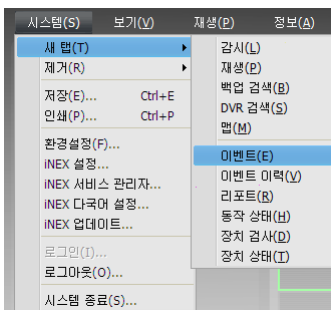 시스템(S) 보기(V) 재생(P) 정보(A)
새 탭(T)
제거(R)
저장(E)... Ctrl+E
인쇄(P)... Ctrl+P
환경설정(F)...
iNEX 설정...
iNEX 서비스 관리자...
iNEX 다국어 설정...
iNEX 업데이트...
로그인(I)...
로그아웃(O)...
시스템 종료(S)...
감시(L)
재생(P)
백업 검색(B)
DVR 검색(S)
맵(M)
이벤트(E)
이벤트 이력(V)
리포트(R)
동작 상태(H)
장치 검사(D)
장치 상태(T)